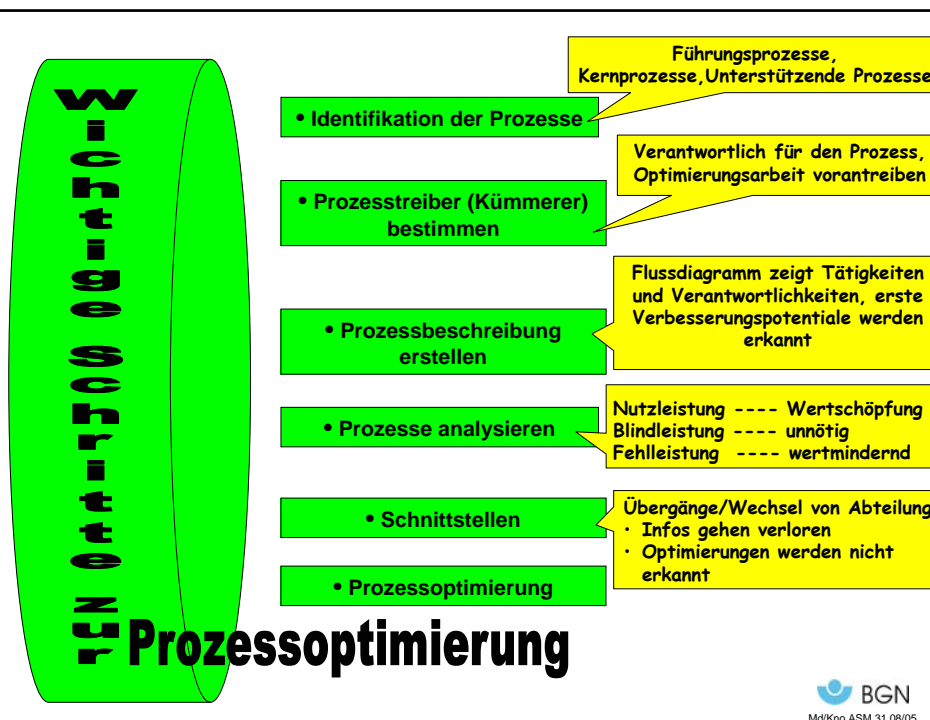 Wichtige Schritte zur
Prozessoptimierung
• Identifikation der Prozesse
Führungsprozesse,
Kernprozesse,Unterstützende Prozesse
• Prozesstreiber (Kümmerer)
bestimmen
Verantwortlich für den Prozess,
Optimierungsarbeit vorantreiben
• Prozessbeschreibung
erstellen
Flussdiagramm zeigt Tätigkeiten
und Verantwortlichkeiten, erste
Verbesserungspotentiale werden
erkannt
• Prozesse analysieren
Nutzleistung ---- Wertschöpfung
Blindleistung ---- unnötig
Fehlleistung ---- wertmindernd
• Schnittstellen
Übergänge/Wechsel von Abteilung
• Infos gehen verloren
• Optimierungen werden nicht
erkannt
• Prozessoptimierung
BGN
Md/Kno ASM 31.08/05